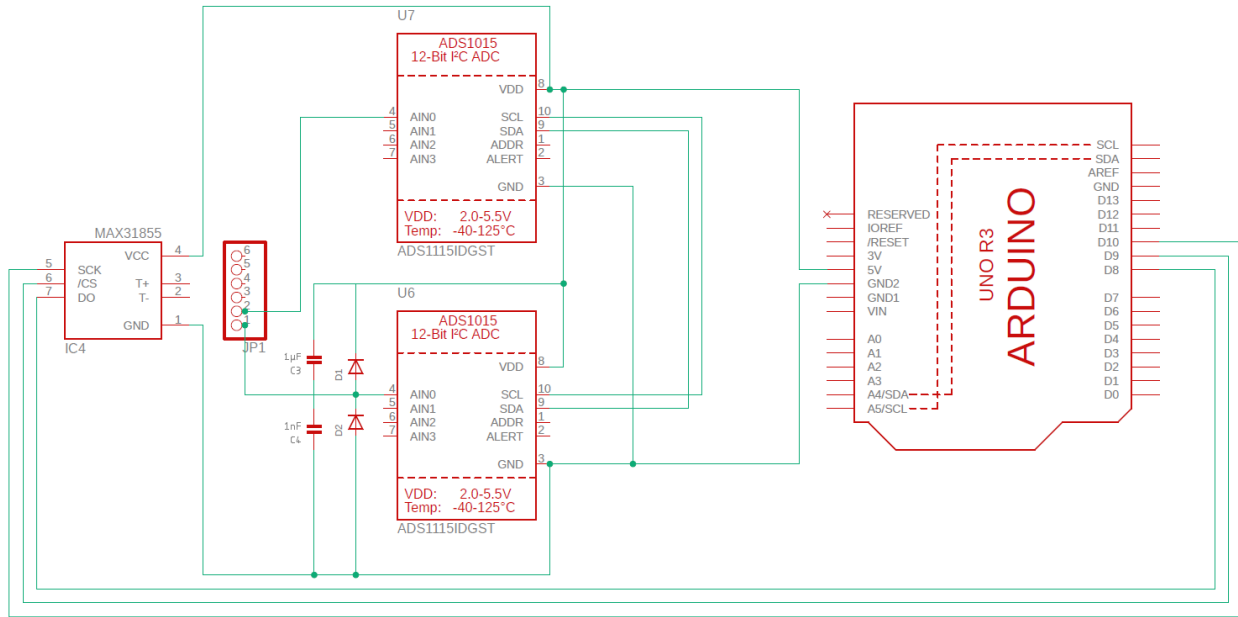 U7
ADS1015
12-Bit I²C ADC
VDD 8
4 AIN0 SCL 10
5 AIN1 SDA 9
6 AIN2 ADDR 1
7 AIN3 ALERT 2
GND 3
VDD: 2.0-5.5V
Temp: -40-125°C
ADS1115IDGST
MAX31855
VCC 4
5 SCK
6 /CS T+ 3
7 DO T- 2
GND 1
IC4
6
5
4
3
2
1
JP1
1µF
C3
D1
1nF
C4
D2
U6
ADS1015
12-Bit I²C ADC
VDD 8
4 AIN0 SCL 10
5 AIN1 SDA 9
6 AIN2 ADDR 1
7 AIN3 ALERT 2
GND 3
VDD: 2.0-5.5V
Temp: -40-125°C
ADS1115IDGST
SCL
SDA
AREF
GND
D13
RESERVED D12
IOREF D11
/RESET D10
3V D9
5V D8
GND2
GND1 D7
VIN D6
D5
A0 D4
A1 D3
A2 D2
A3 D1
A4/SDA D0
A5/SCL
UNO R3
ARDUINO